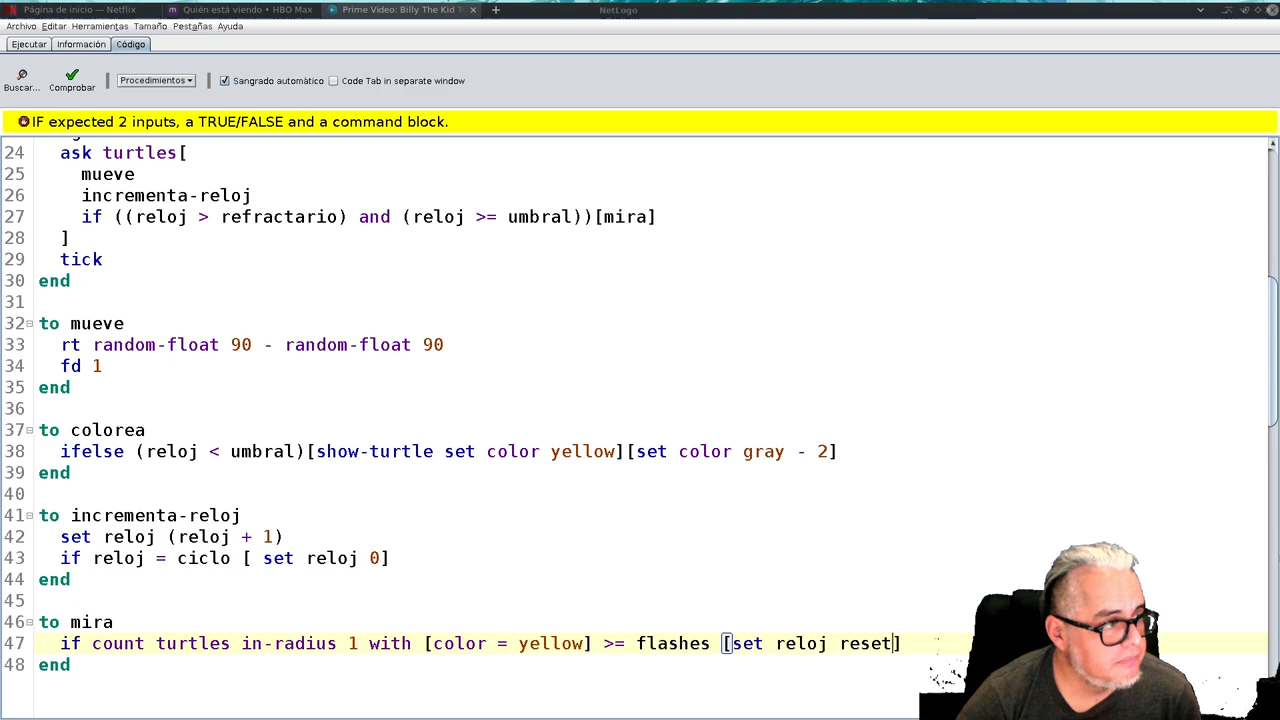 Página de inicio — Netflix
Quién está viendo • HBO Max
Prime Video: Billy The Kid T
NetLogo
Archivo Editar Herramientas Tamaño Pestañas Ayuda
Ejecutar Información Código
Buscar... Comprobar Procedimientos Sangrado automático Code Tab in separate window
IF expected 2 inputs, a TRUE/FALSE and a command block.
24 ask turtles[
25 mueve
26 incrementa-reloj
27 if ((reloj > refractario) and (reloj >= umbral))[mira]
28 ]
29 tick
30 end
31
32 to mueve
33 rt random-float 90 - random-float 90
34 fd 1
35 end
36
37 to colorea
38 ifelse (reloj < umbral)[show-turtle set color yellow][set color gray - 2]
39 end
40
41 to incrementa-reloj
42 set reloj (reloj + 1)
43 if reloj = ciclo [ set reloj 0]
44 end
45
46 to mira
47 if count turtles in-radius 1 with [color = yellow] >= flashes [set reloj reset]
48 end